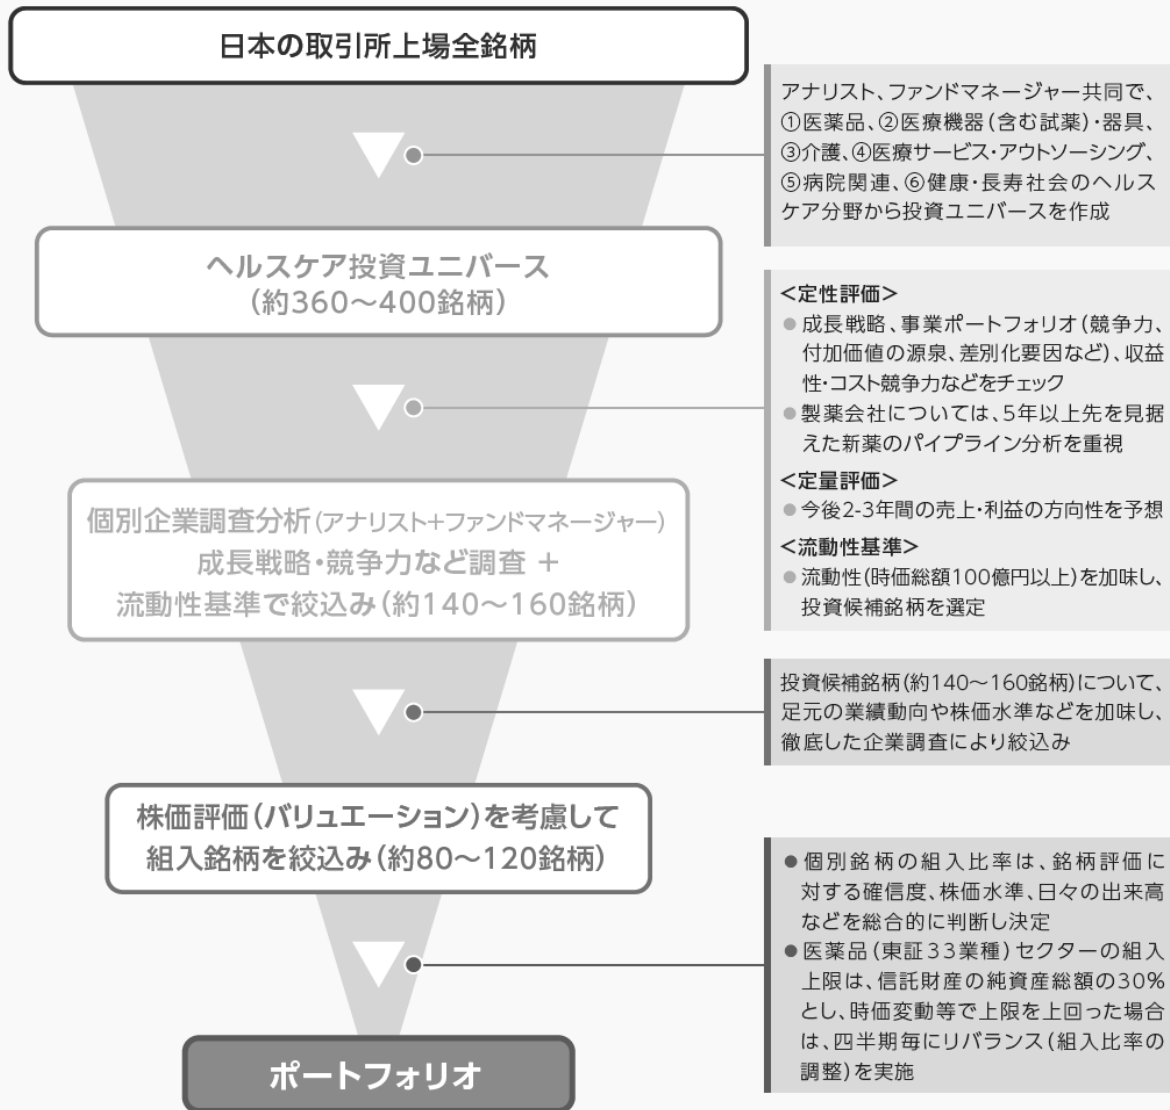 日本の取引所上場全銘柄
アナリスト、ファンドマネージャー共同で、
①医薬品、②医療機器(含む試薬)・器具、
③介護、④医療サービス・アウトソーシング、
⑤病院関連、⑥健康・長寿社会のヘルス
ケア分野から投資ユニバースを作成
ヘルスケア投資ユニバース
(約360～400銘柄)
<定性評価>
● 成長戦略、事業ポートフォリオ(競争力、
付加価値の源泉、差別化要因など)、収益
性・コスト競争力などをチェック
● 製薬会社については、5年以上先を見据
えた新薬のパイプライン分析を重視
<定量評価>
● 今後2-3年間の売上・利益の方向性を予想
<流動性基準>
● 流動性(時価総額100億円以上)を加味し、
投資候補銘柄を選定
個別企業調査分析(アナリスト+ファンドマネージャー)
成長戦略・競争力など調査 +
流動性基準で絞込み(約140～160銘柄)
投資候補銘柄(約140～160銘柄)について、
足元の業績動向や株価水準などを加味し、
徹底した企業調査により絞込み
株価評価(バリュエーション)を考慮して
組入銘柄を絞込み(約80～120銘柄)
● 個別銘柄の組入比率は、銘柄評価に
対する確信度、株価水準、日々の出来高
などを総合的に判断し決定
● 医薬品(東証33業種)セクターの組入
上限は、信託財産の純資産総額の30%
とし、時価変動等で上限を上回った場合
は、四半期毎にリバランス(組入比率の
調整)を実施
ポートフォリオ